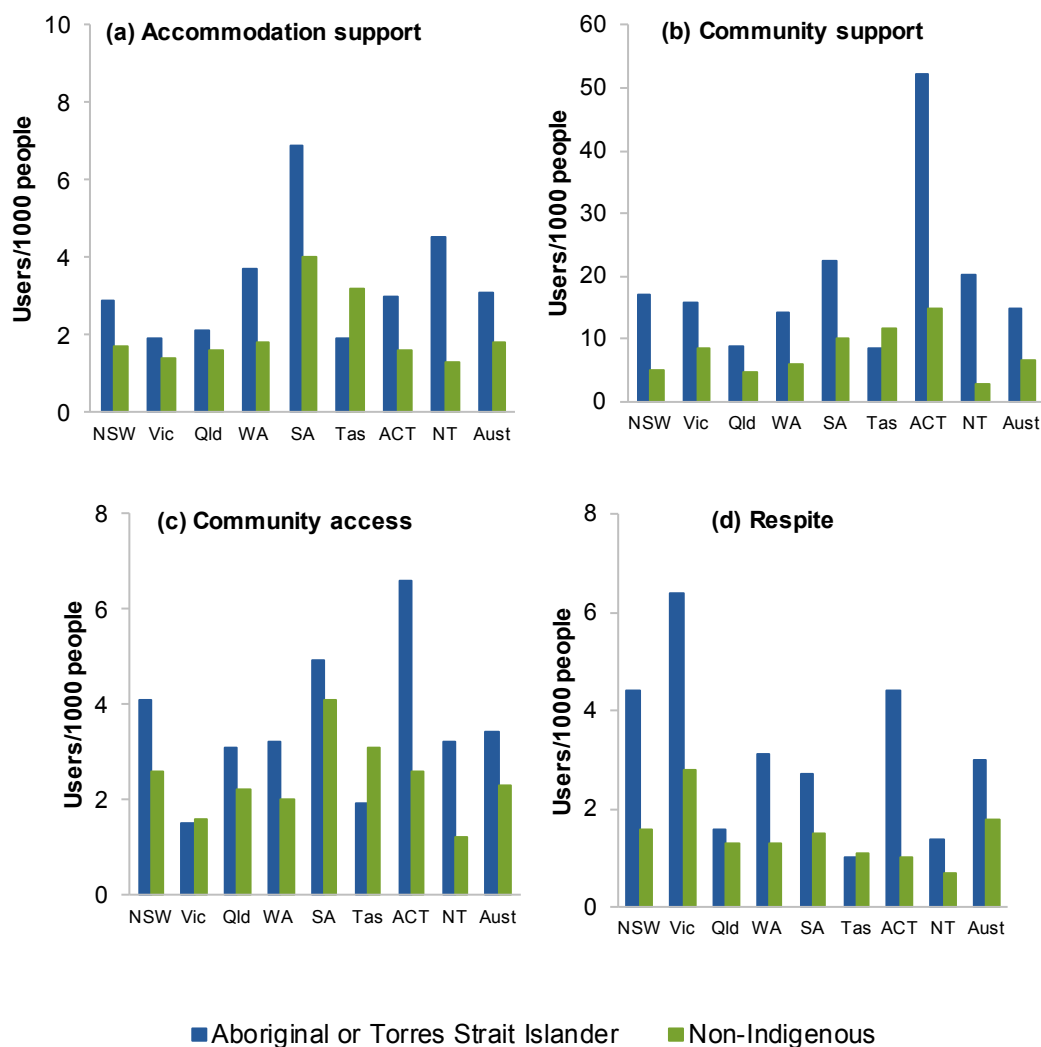 (a) Accommodation support
Users/1000 people
10
8
6
4
2
0
NSW Vic Qld WA SA Tas ACT NT Aust
(b) Community support
Users/1000 people
60
50
40
30
20
10
0
NSW Vic Qld WA SA Tas ACT NT Aust
(c) Community access
Users/1000 people
8
6
4
2
0
NSW Vic Qld WA SA Tas ACT NT Aust
(d) Respite
Users/1000 people
8
6
4
2
0
NSW Vic Qld WA SA Tas ACT NT Aust
Aboriginal or Torres Strait Islander Non-Indigenous